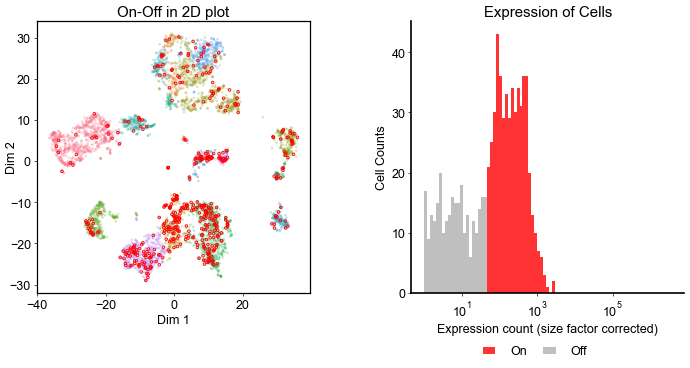 On-Off in 2D plot
30
20
10
0
−10
−20
−30
−40
−20
0
20
Dim 2
Dim 1
Expression of Cells
40
30
20
10
0
Cell Counts
10^1
10^3
10^5
Expression count (size factor corrected)
On Off